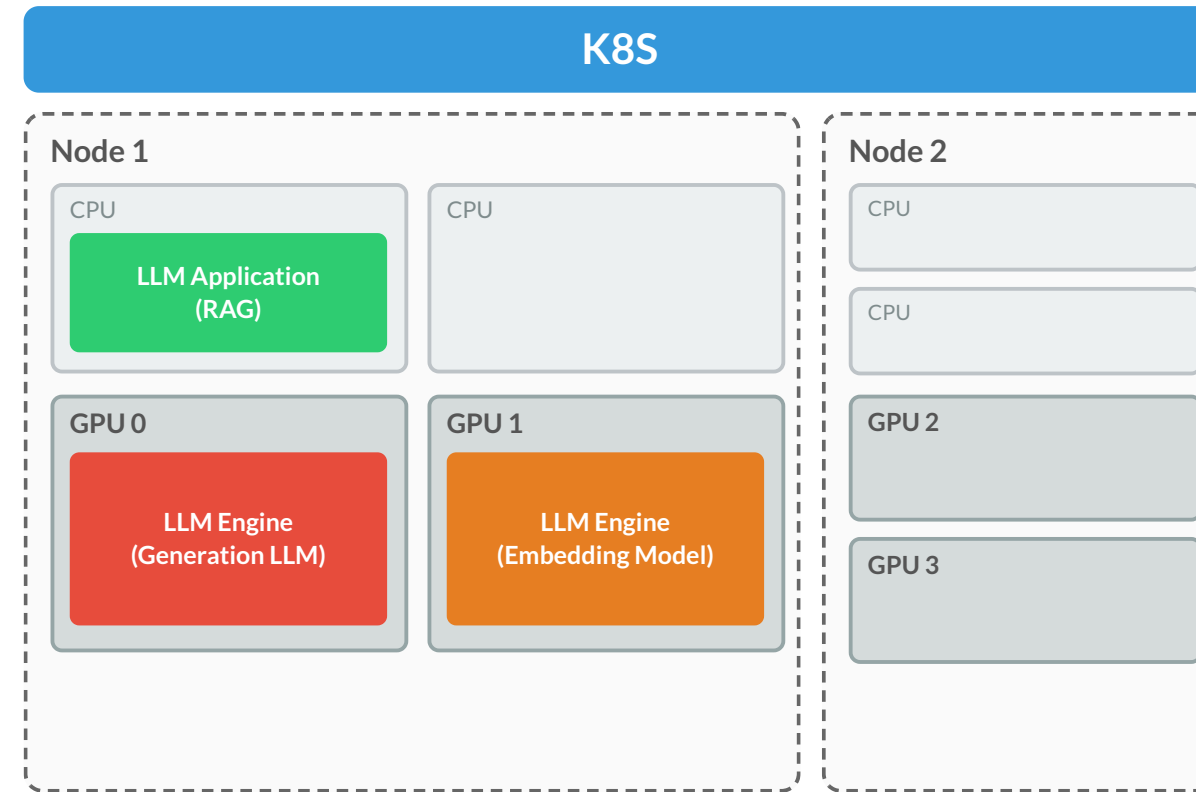 K8S
Node 1
CPU
LLM Application
(RAG)
CPU
GPU 0
LLM Engine
(Generation LLM)
GPU 1
LLM Engine
(Embedding Model)
Node 2
CPU
CPU
GPU 2
GPU 3